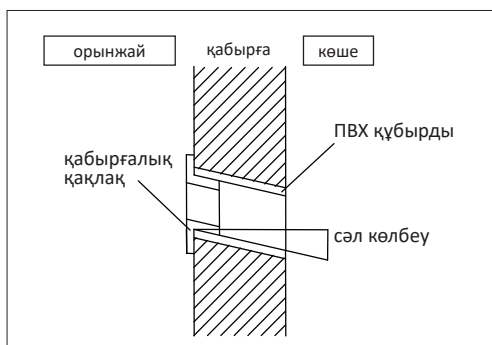 орынжай
қабырға
көше
ПВХ құбырды
қабырғалық
қақлақ
сәл көлбеу